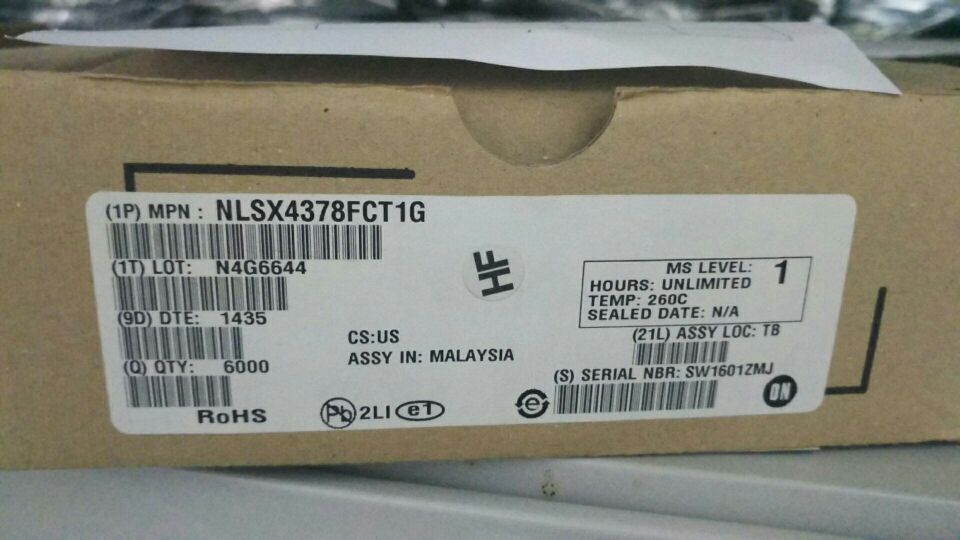 (1P) MPN : NLSX4378FCT1G
(1T) LOT: N4G6644
(9D) DTE: 1435
(Q) QTY: 6000
RoHS
HF
CS:US
ASSY IN: MALAYSIA
Pb 2LI e1
MS LEVEL: 1
HOURS: UNLIMITED
TEMP: 260C
SEALED DATE: N/A
(21L) ASSY LOC: TB
(S) SERIAL NBR: SW1601ZMJ
e
ON